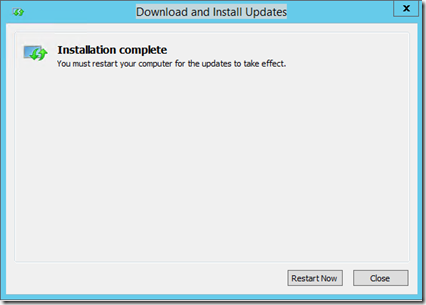 Download and Install Updates
x
Installation complete
You must restart your computer for the updates to take effect.
Restart Now
Close